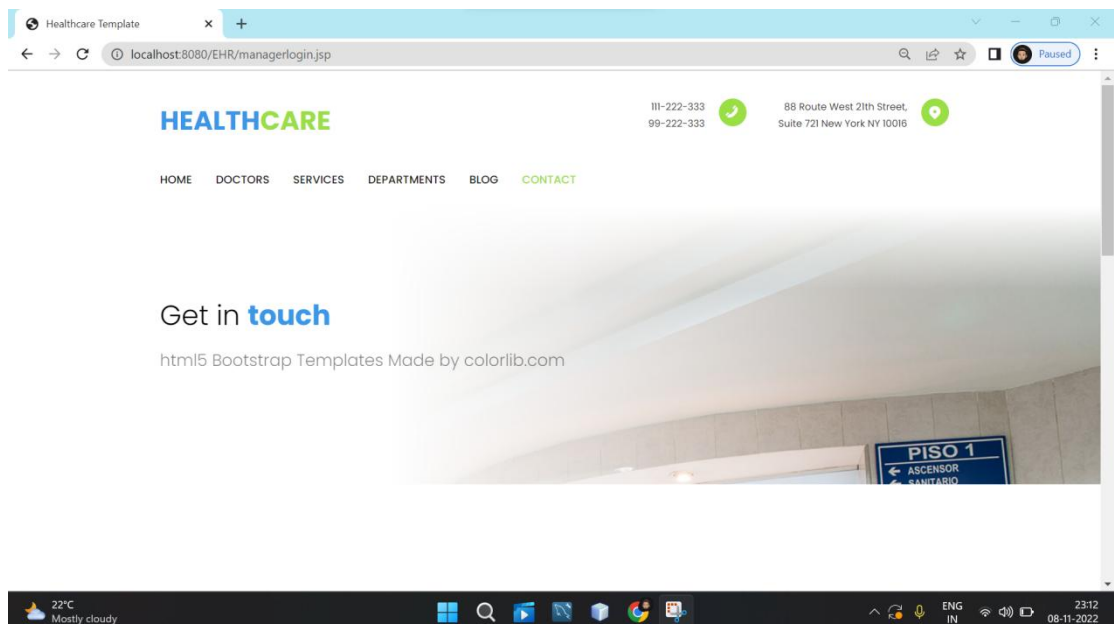 Healthcare Template
localhost:8080/EHR/managerlogin.jsp
Paused
HEALTHCARE
111-222-333
99-222-333
88 Route West 21th Street,
Suite 721 New York NY 10016
HOME DOCTORS SERVICES DEPARTMENTS BLOG CONTACT
Get in touch
html5 Bootstrap Templates Made by colorlib.com
PISO 1
ASCENSOR
SANITARIO
22°C
Mostly cloudy
ENG
IN
23:12
08-11-2022